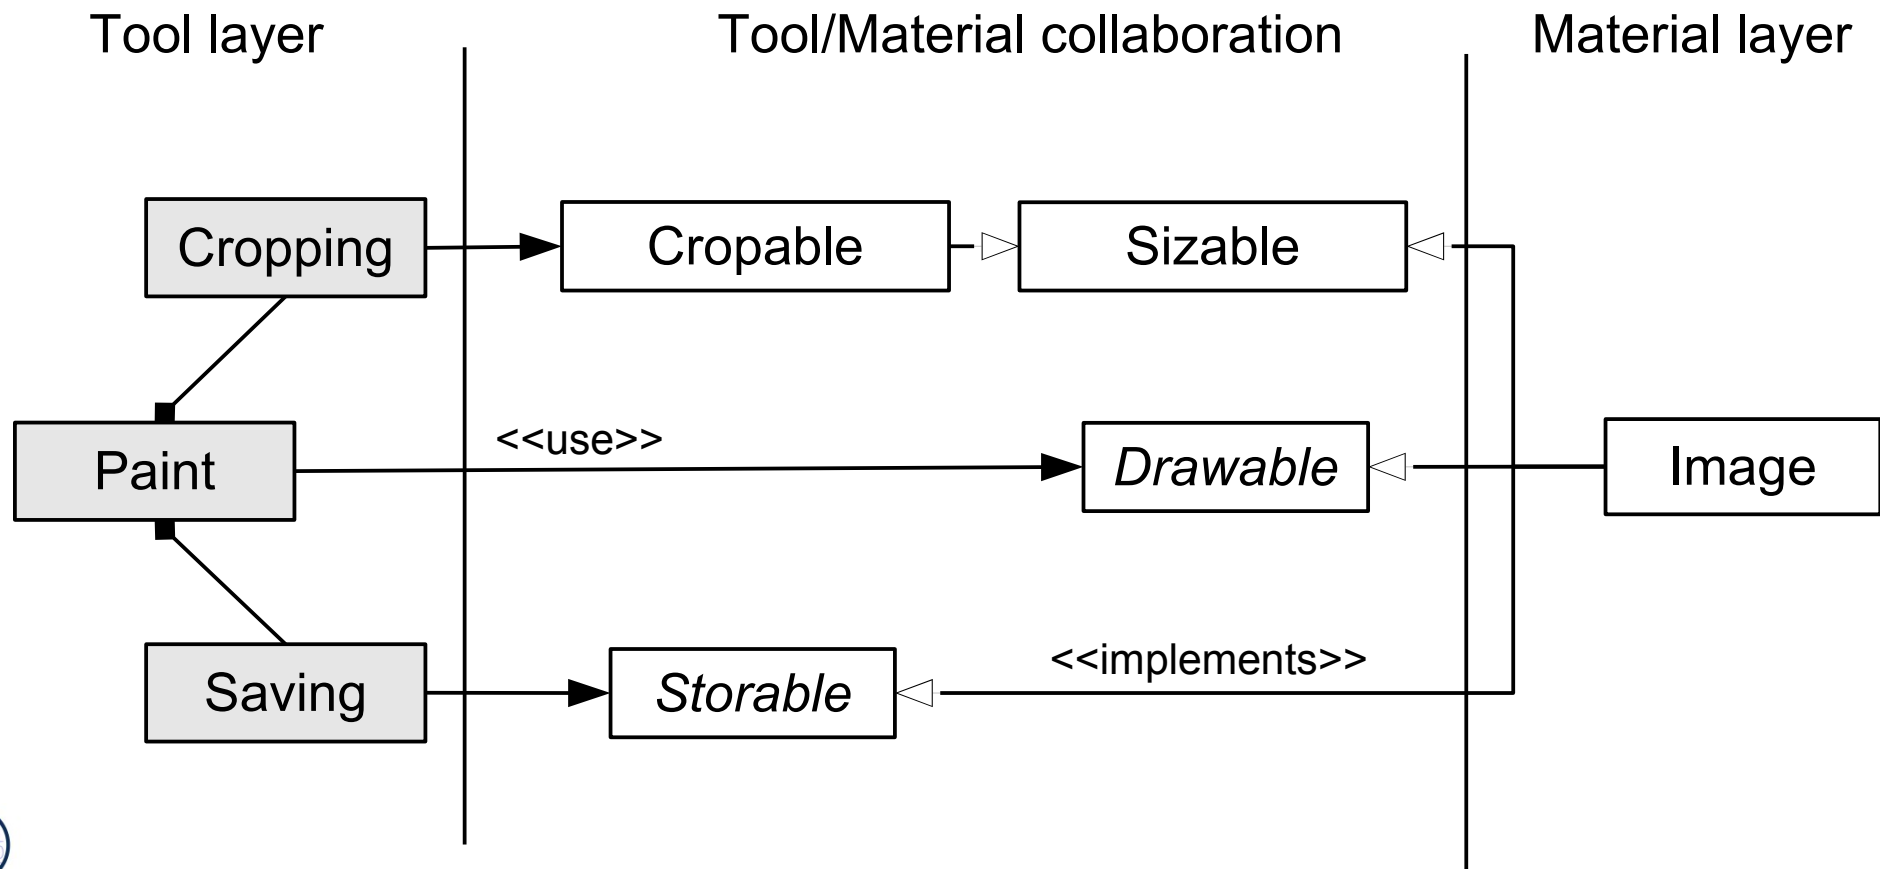 Tool layer
Tool/Material collaboration
Material layer
Cropping
Cropable
Sizable
<<use>>
Paint
Drawable
Image
<<implements>>
Saving
Storable